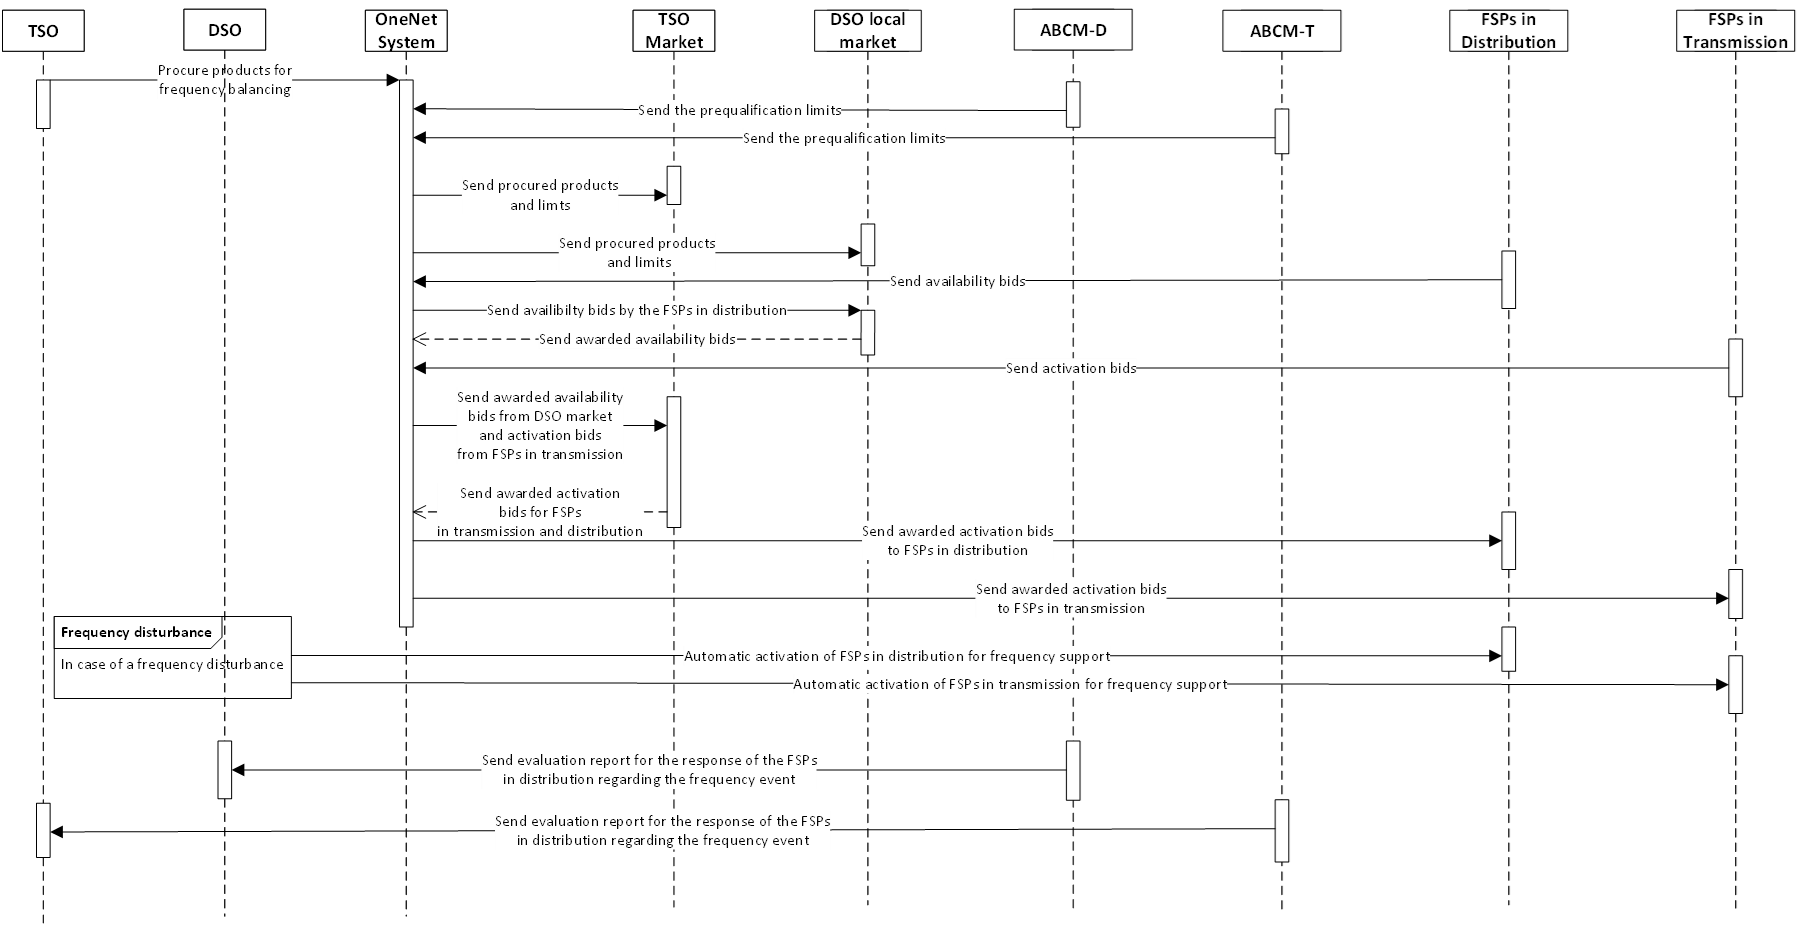 TSO
DSO
OneNet
System
TSO
Market
DSO local
market
ABCM-D
ABCM-T
FSPs in
Distribution
FSPs in
Transmission
Procure products for
frequency balancing
Send the prequalification limits
Send the prequalification limits
Send procured products
and limts
Send procured products
and limits
Send availability bids
Send availibilty bids by the FSPs in distribution
Send awarded availability bids
Send activation bids
Send awarded availability
bids from DSO market
and activation bids
from FSPs in transmission
Send awarded activation
bids for FSPs
in transmission and distribution
Send awarded activation bids
to FSPs in distribution
Send awarded activation bids
to FSPs in transmission
Frequency disturbance
In case of a frequency disturbance
Automatic activation of FSPs in distribution for frequency support
Automatic activation of FSPs in transmission for frequency support
Send evaluation report for the response of the FSPs
in distribution regarding the frequency event
Send evaluation report for the response of the FSPs
in distribution regarding the frequency event